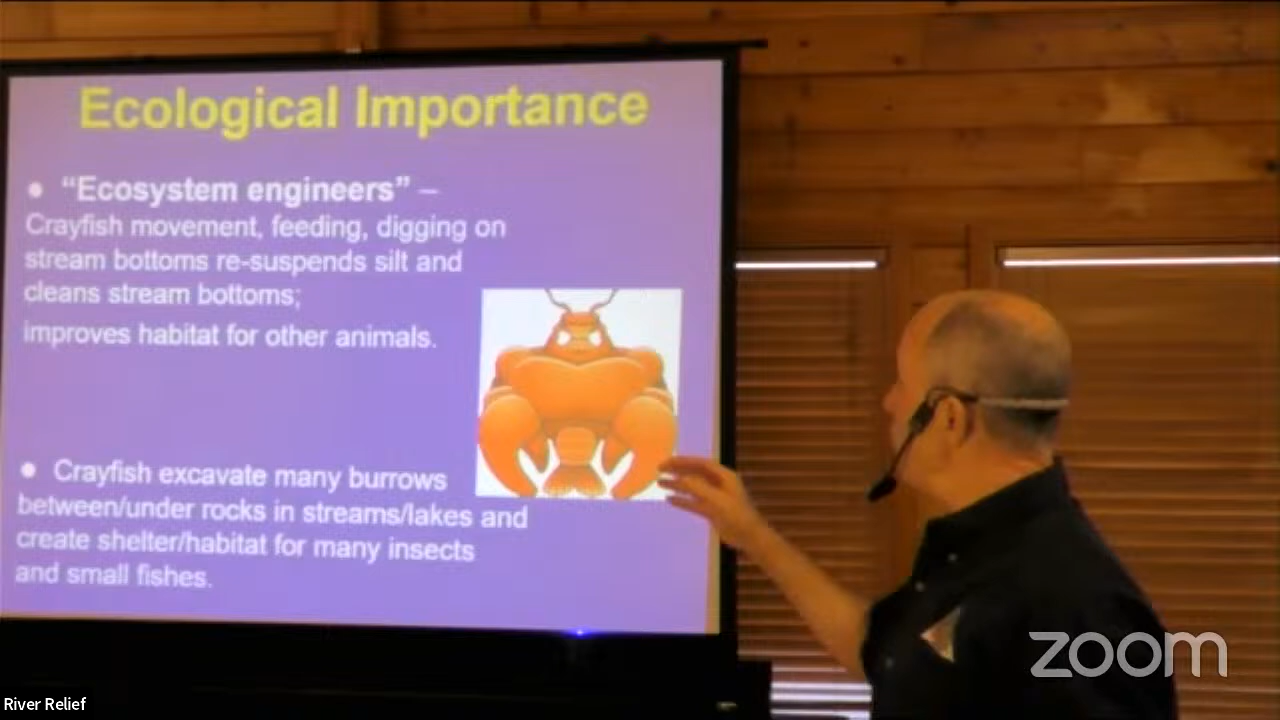 Ecological Importance
● “Ecosystem engineers” –
Crayfish movement, feeding, digging on
stream bottoms re-suspends silt and
cleans stream bottoms;
improves habitat for other animals.
● Crayfish excavate many burrows
between/under rocks in streams/lakes and
create shelter/habitat for many insects
and small fishes.
zoom
River Relief